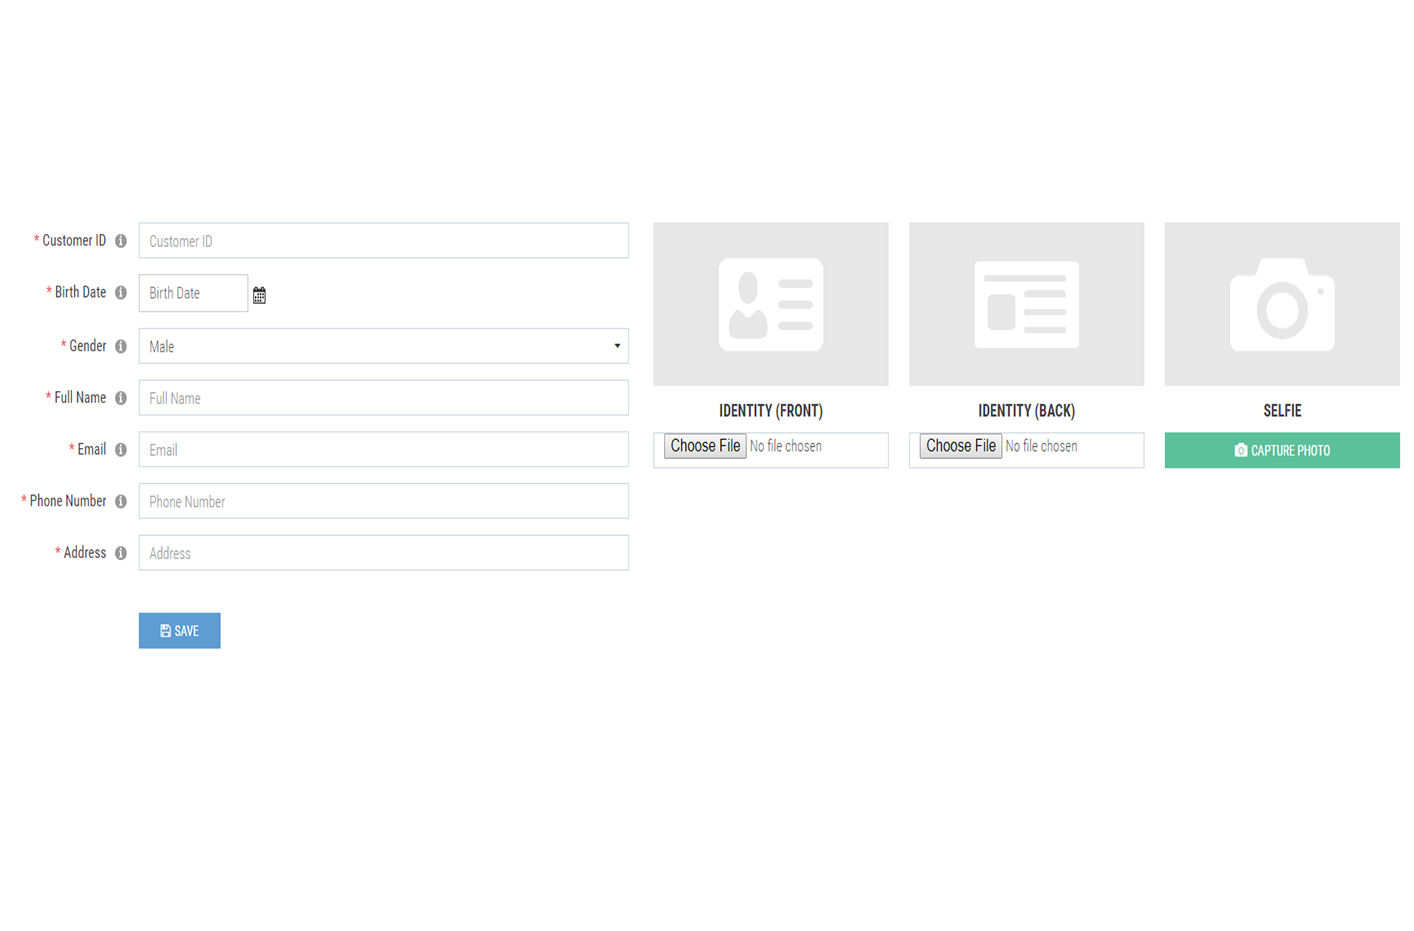 * Customer ID
Customer ID
* Birth Date
Birth Date
* Gender
Male
* Full Name
Full Name
* Email
Email
* Phone Number
Phone Number
* Address
Address
SAVE
IDENTITY (FRONT)
Choose File No file chosen
IDENTITY (BACK)
Choose File No file chosen
SELFIE
CAPTURE PHOTO